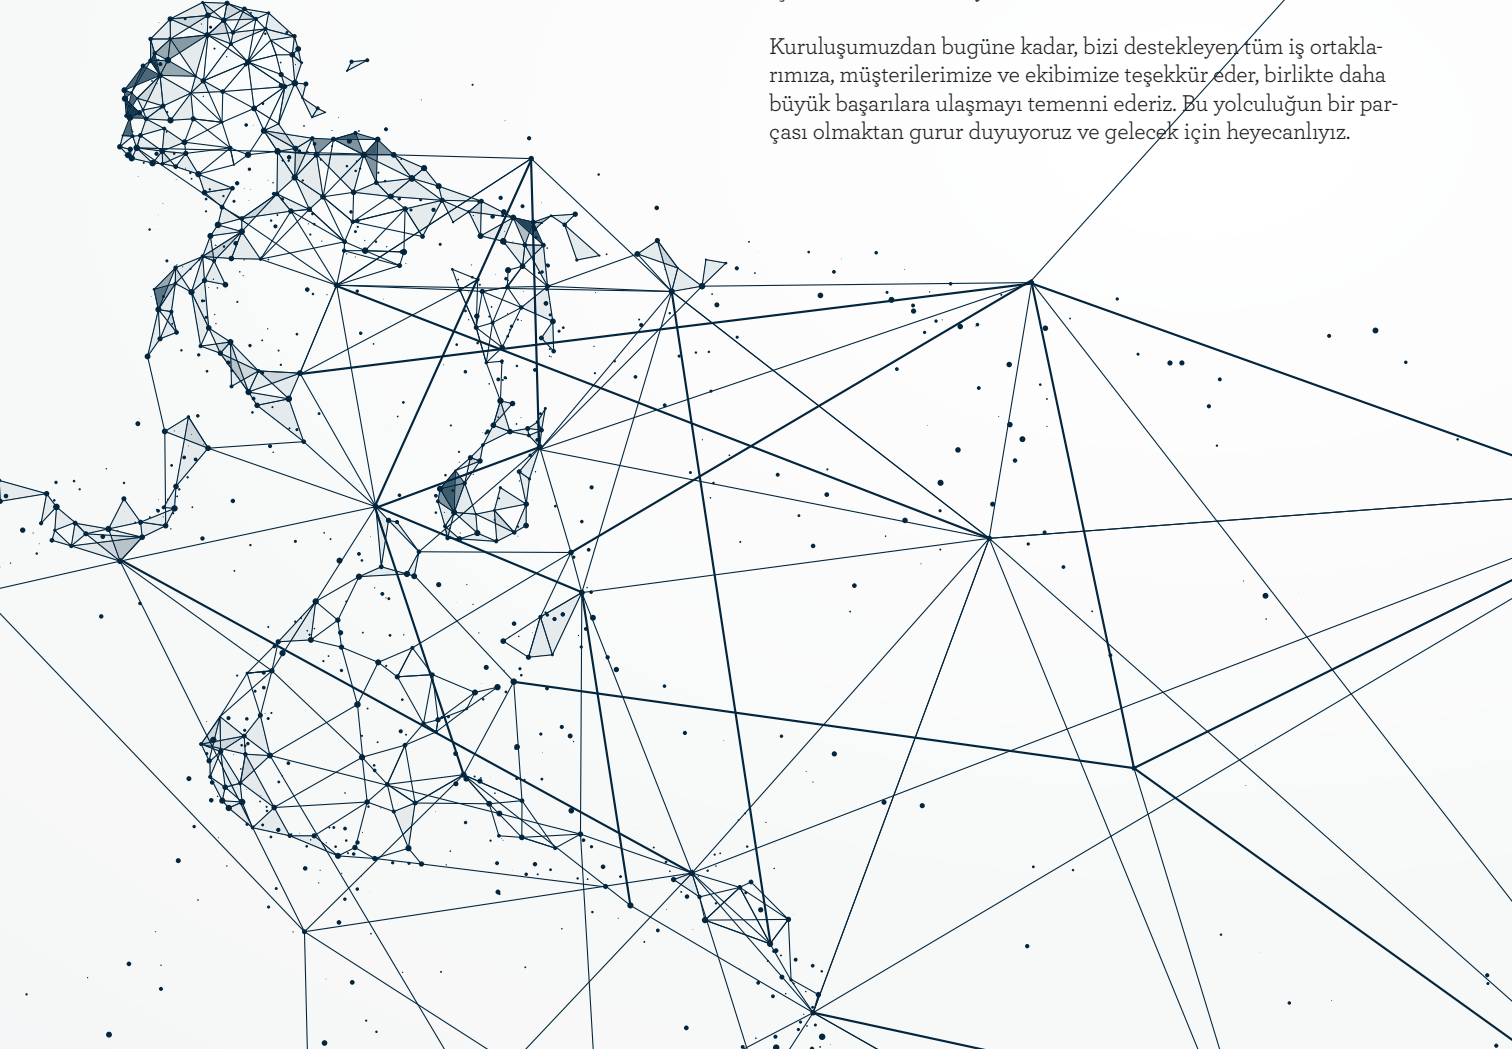 Kuruluşumuzdan bugüne kadar, bizi destekleyen tüm iş ortakla-
rımıza, müşterilerimize ve ekibimize teşekkür eder, birlikte daha
büyük başarılara ulaşmayı temenni ederiz. Bu yolculuğun bir par-
çası olmaktan gurur duyuyoruz ve gelecek için heyecanlıyız.